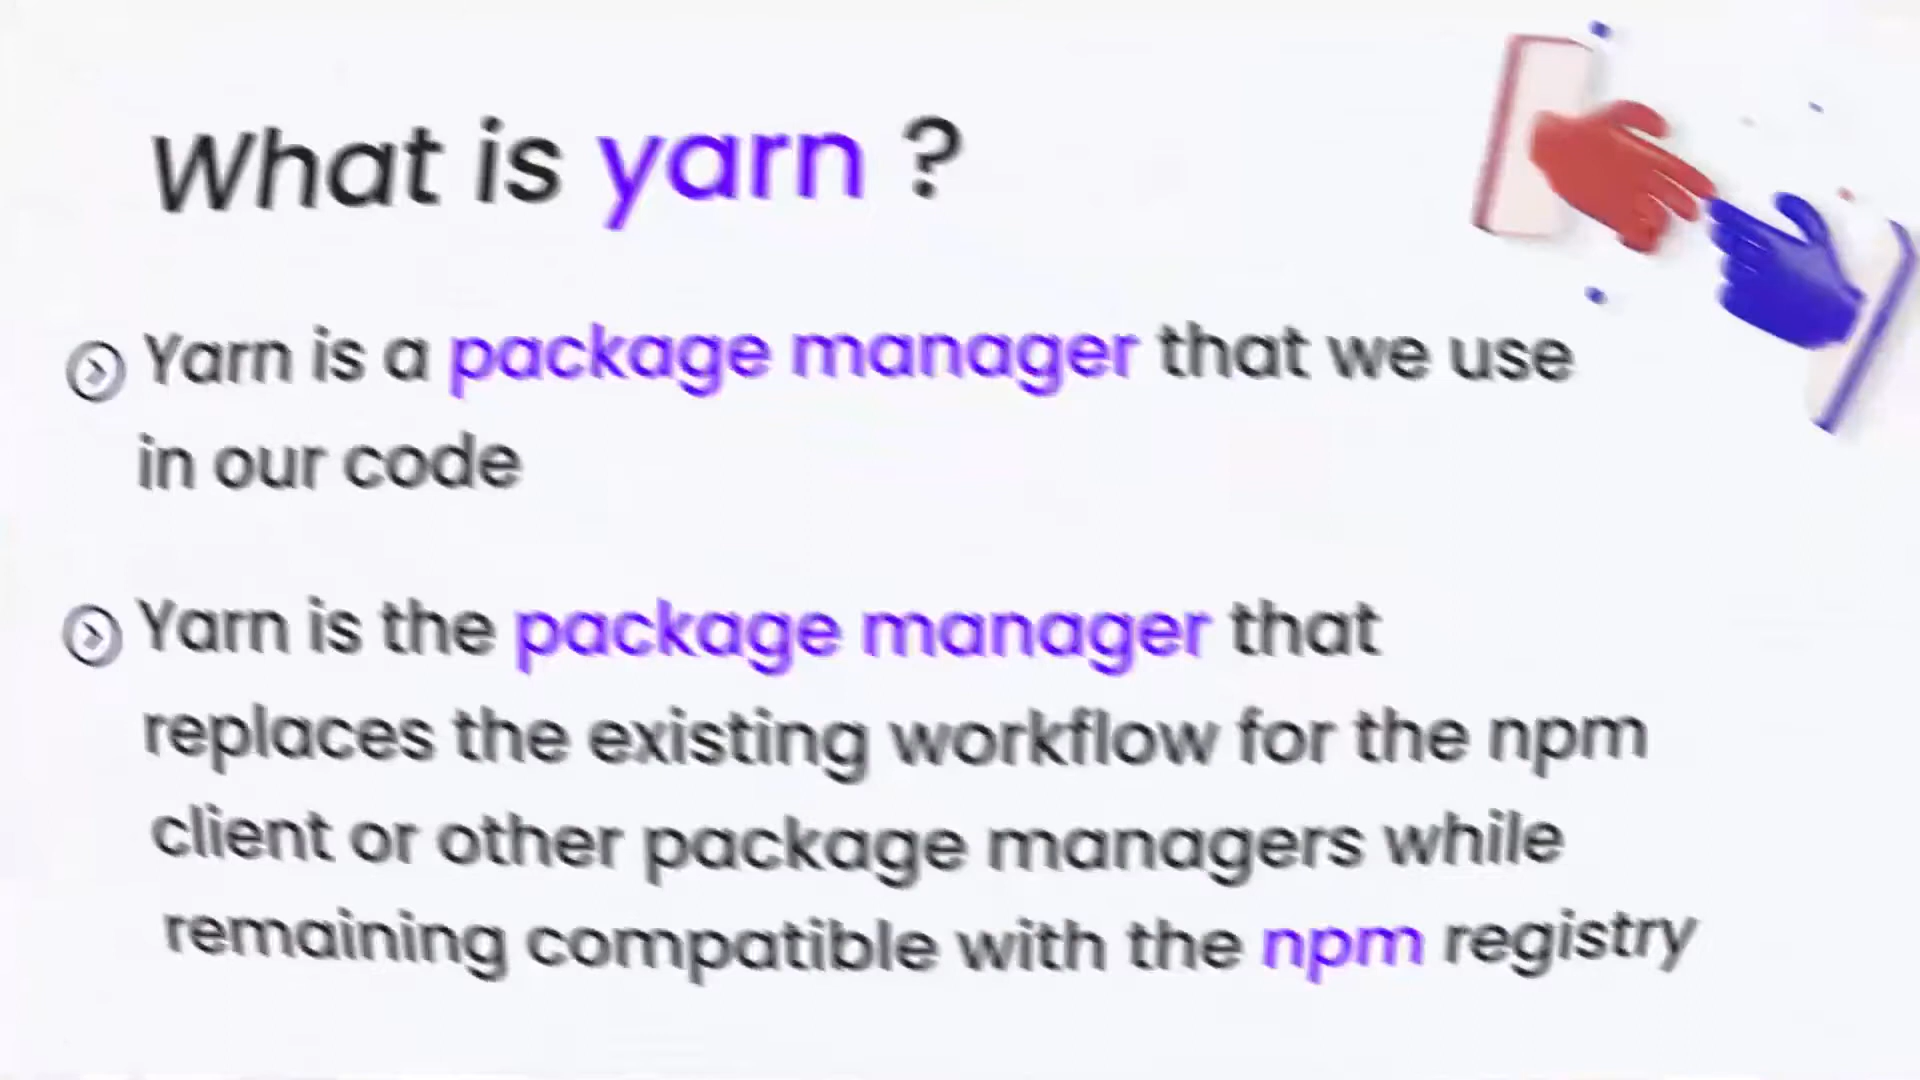 What is yarn ?
Yarn is a package manager that we use
in our code
Yarn is the package manager that
replaces the existing workflow for the npm
client or other package managers while
remaining compatible with the npm registry